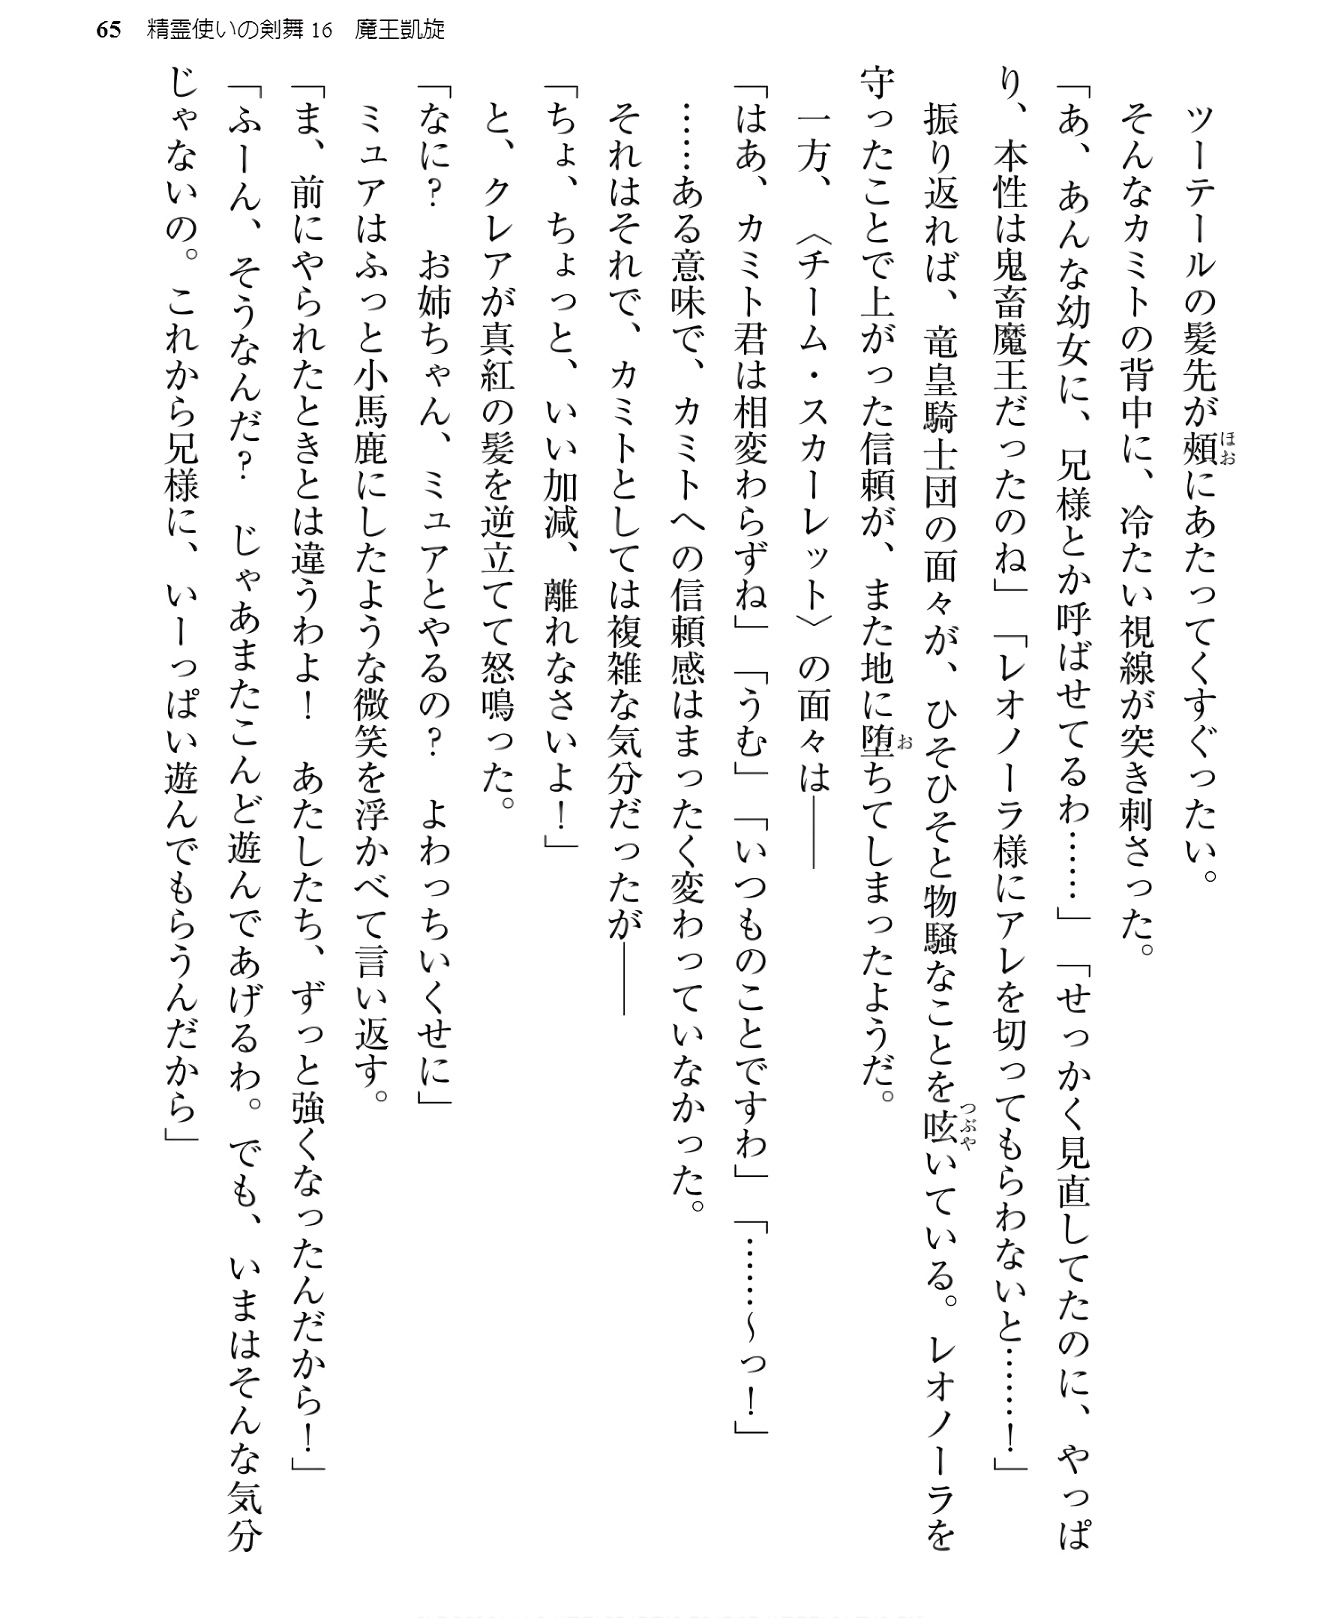 65　精霊使いの剣舞16　魔王凱旋
ツーテールの髪先が頰にあたってくすぐったい。
そんなカミトの背中に、冷たい視線が突き刺さった。
「あ、あんな幼女に、兄様とか呼ばせてるわ……」「せっかく見直してたのに、やっぱ
り、本性は鬼畜魔王だったのね」「レオノーラ様にアレを切ってもらわないと……！」
振り返れば、竜皇騎士団の面々が、ひそひそと物騒なことを呟いている。レオノーラを
守ったことで上がった信頼が、また地に堕ちてしまったようだ。
一方、〈チーム・スカーレット〉の面々は――
「はあ、カミト君は相変わらずね」「うむ」「いつものことですわ」「……～っ！」
……ある意味で、カミトへの信頼感はまったく変わっていなかった。
それはそれで、カミトとしては複雑な気分だったが――
「ちょ、ちょっと、いい加減、離れなさいよ！」
と、クレアが真紅の髪を逆立てて怒鳴った。
「なに？　お姉ちゃん、ミュアとやるの？　よわっちいくせに」
ミュアはふっと小馬鹿にしたような微笑を浮かべて言い返す。
「ま、前にやられたときとは違うわよ！　あたしたち、ずっと強くなったんだから！」
「ふーん、そうなんだ？　じゃあまたこんど遊んであげるわ。でも、いまはそんな気分
じゃないの。これから兄様に、いーっぱい遊んでもらうんだから」